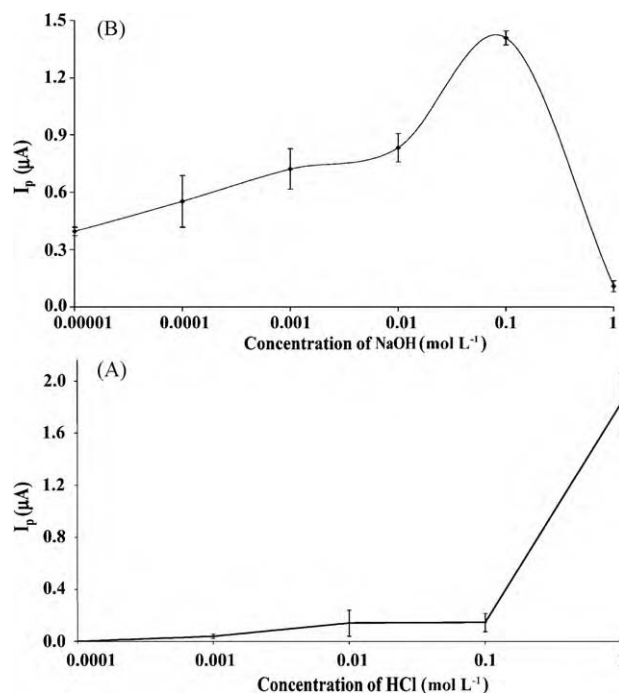 (B)
1.5
1.2
0.9
0.6
0.3
0.0
Ip (µA)
0.00001 0.0001 0.001 0.01 0.1 1
Concentration of NaOH (mol L⁻¹)
(A)
2.0
1.6
1.2
0.8
0.4
0.0
Ip (µA)
0.0001 0.001 0.01 0.1
Concentration of HCl (mol L⁻¹)